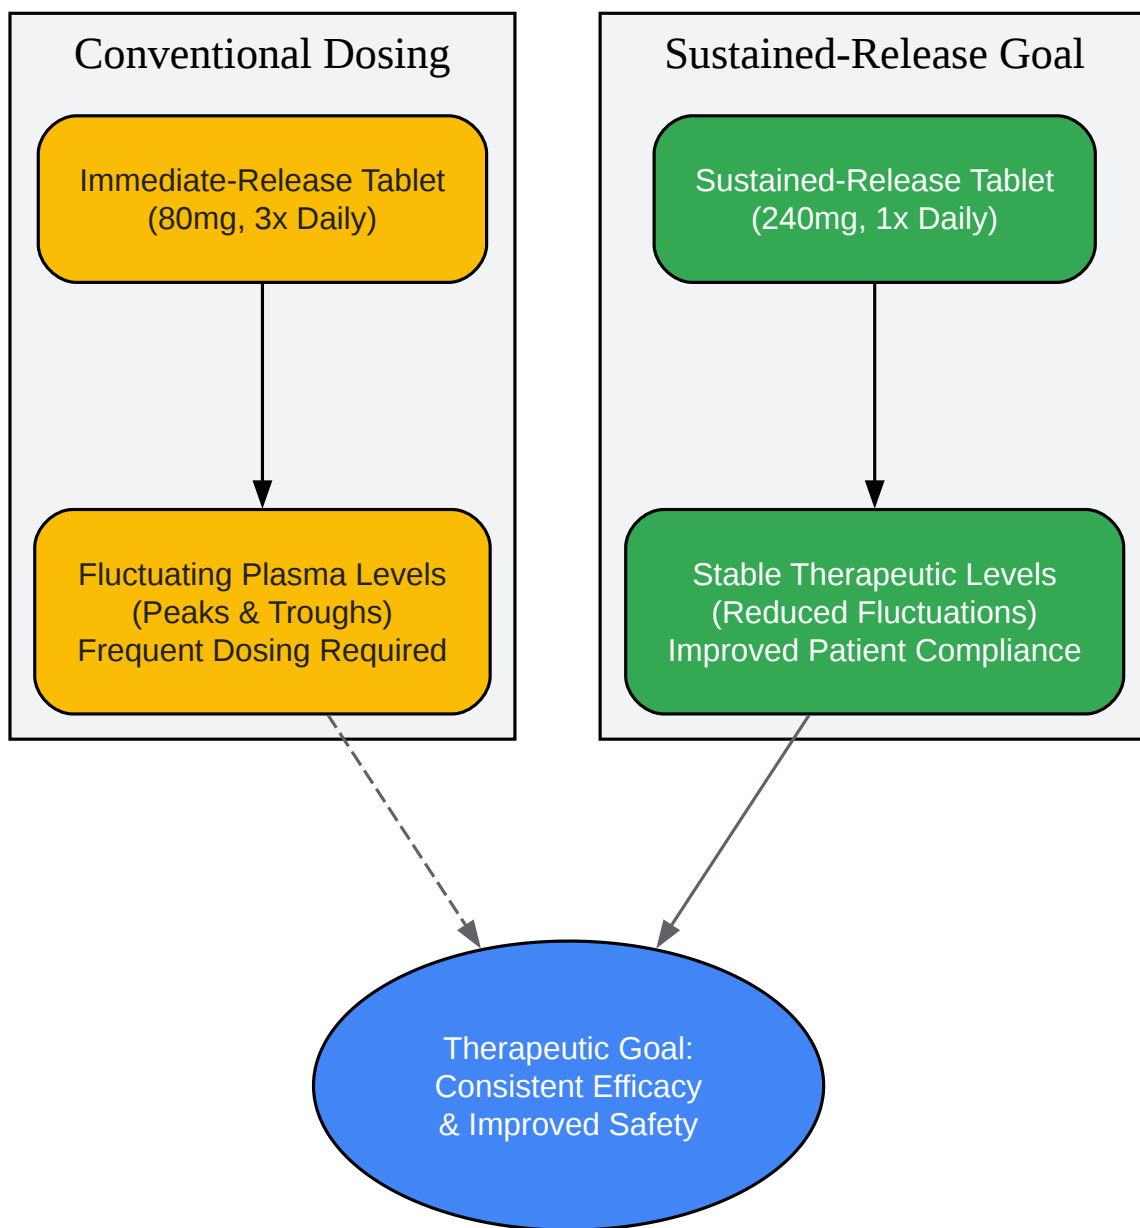 Conventional Dosing
Immediate-Release Tablet
(80mg, 3x Daily)
Fluctuating Plasma Levels
(Peaks & Troughs)
Frequent Dosing Required
Sustained-Release Goal
Sustained-Release Tablet
(240mg, 1x Daily)
Stable Therapeutic Levels
(Reduced Fluctuations)
Improved Patient Compliance
Therapeutic Goal:
Consistent Efficacy
& Improved Safety